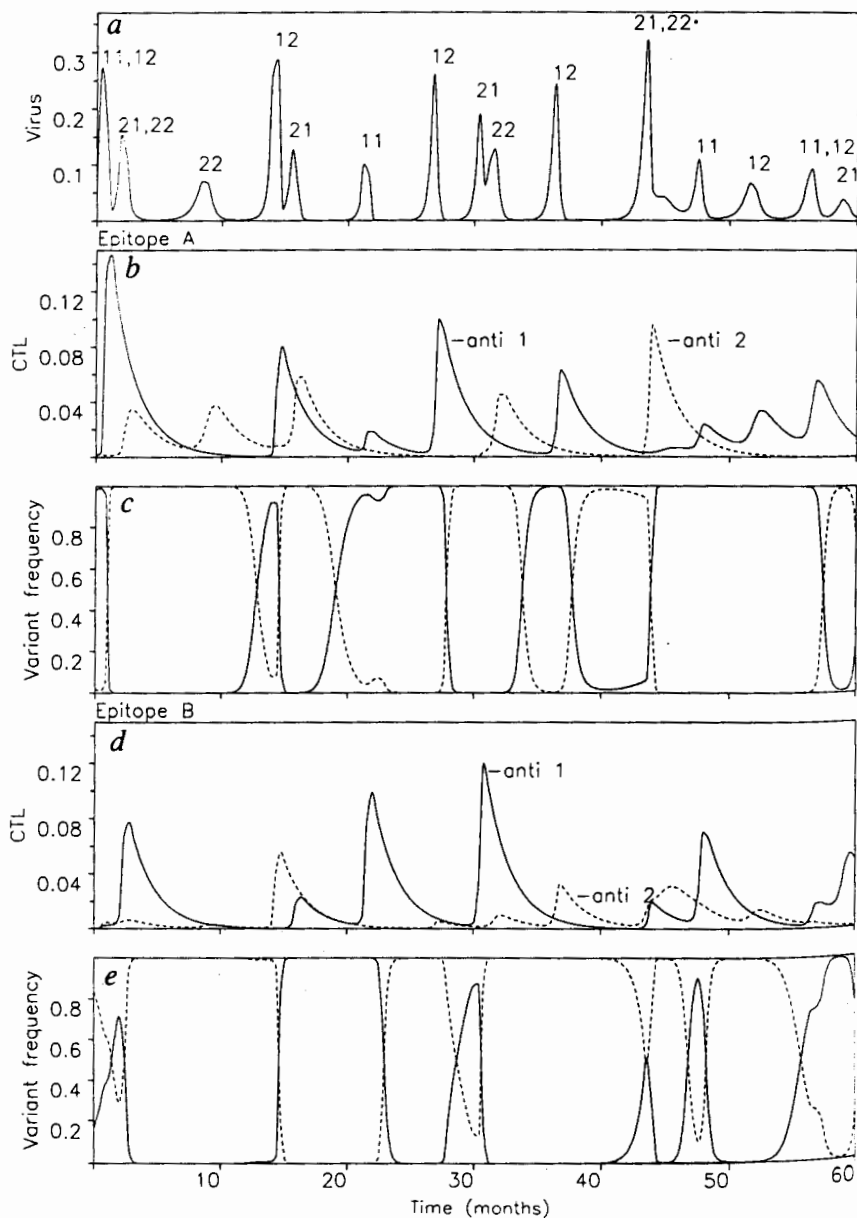 a
Virus
0.3
0.2
0.1
11,12
21,22
22
12
21
11
12
21
22
12
21,22
11
12
11,12
21
Epitope A
b
CTL
0.12
0.08
0.04
anti 1
anti 2
c
Variant frequency
0.8
0.6
0.4
0.2
Epitope B
d
CTL
0.12
0.08
0.04
anti 1
anti 2
e
Variant frequency
0.8
0.6
0.4
0.2
10 20 30 40 50 60
Time (months)